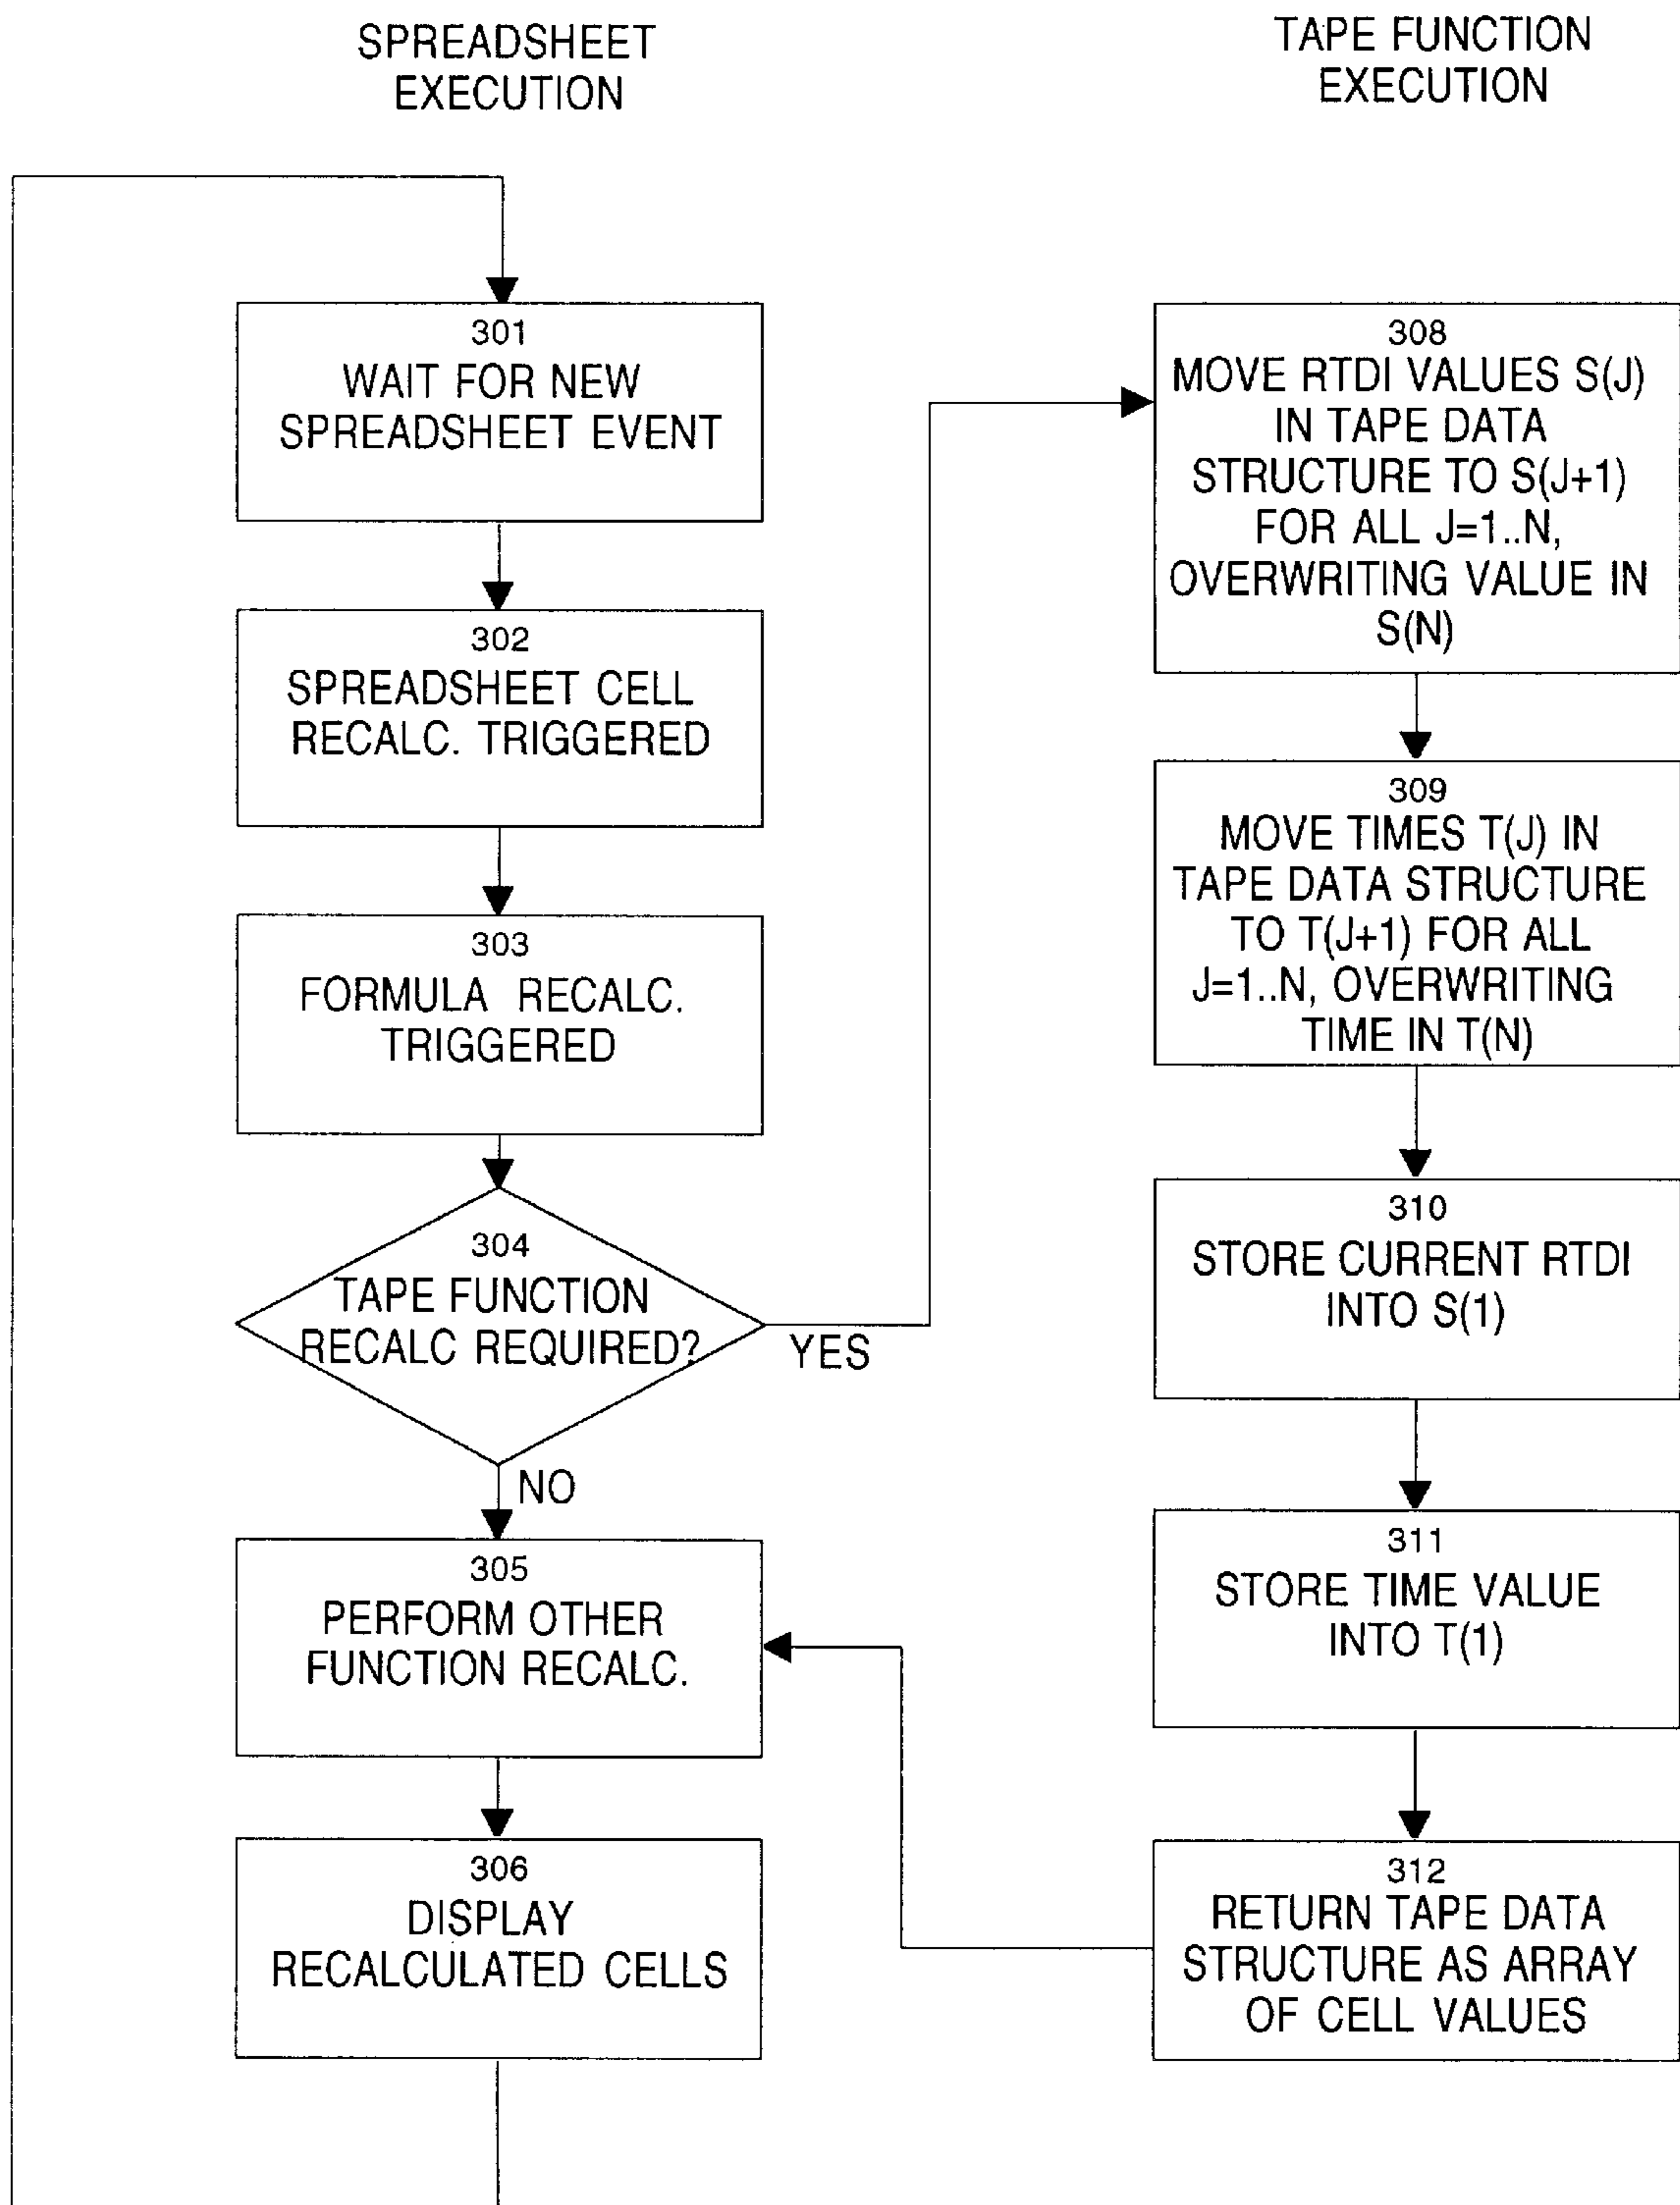 SPREADSHEET
EXECUTION
301
WAIT FOR NEW
SPREADSHEET EVENT
302
SPREADSHEET CELL
RECALC. TRIGGERED
303
FORMULA RECALC.
TRIGGERED
304
TAPE FUNCTION
RECALC REQUIRED?
YES
NO
305
PERFORM OTHER
FUNCTION RECALC.
306
DISPLAY
RECALCULATED CELLS
TAPE FUNCTION
EXECUTION
308
MOVE RTDI VALUES S(J)
IN TAPE DATA
STRUCTURE TO S(J+1)
FOR ALL J=1..N,
OVERWRITING VALUE IN
S(N)
309
MOVE TIMES T(J) IN
TAPE DATA STRUCTURE
TO T(J+1) FOR ALL
J=1..N, OVERWRITING
TIME IN T(N)
310
STORE CURRENT RTDI
INTO S(1)
311
STORE TIME VALUE
INTO T(1)
312
RETURN TAPE DATA
STRUCTURE AS ARRAY
OF CELL VALUES